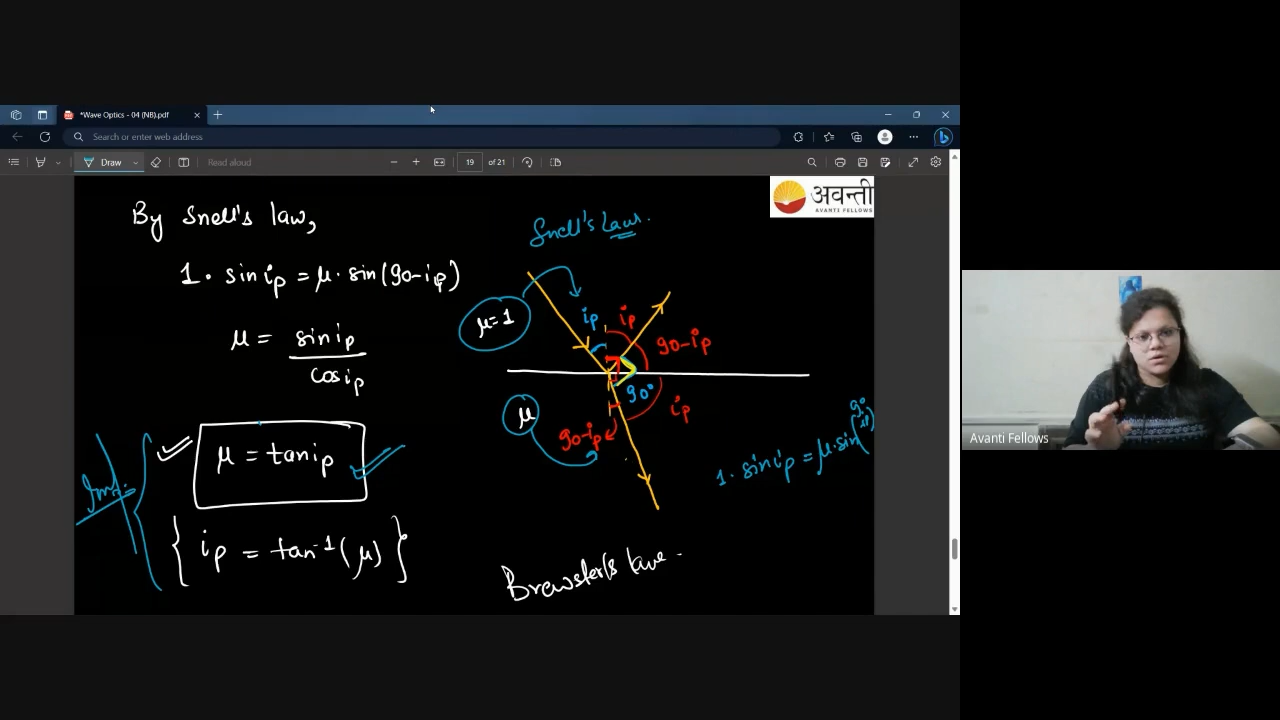 *Wave Optics - 04 (NB).pdf
Search or enter web address
Draw
Read aloud
19 of 21
अवन्ती
AVANTI FELLOWS
By Snell's law,
1 · sin ip = μ · sin(90-ip)
μ = sin ip
cos ip
μ = tan ip
Imp.
{ ip = tan-1 (μ) }
Snell's Law.
μ=1
ip
ip
90-ip
90°
μ
ip
90-ip
1 · sin ip = μ · sin(90-ip)
Brewster's law.
Avanti Fellows